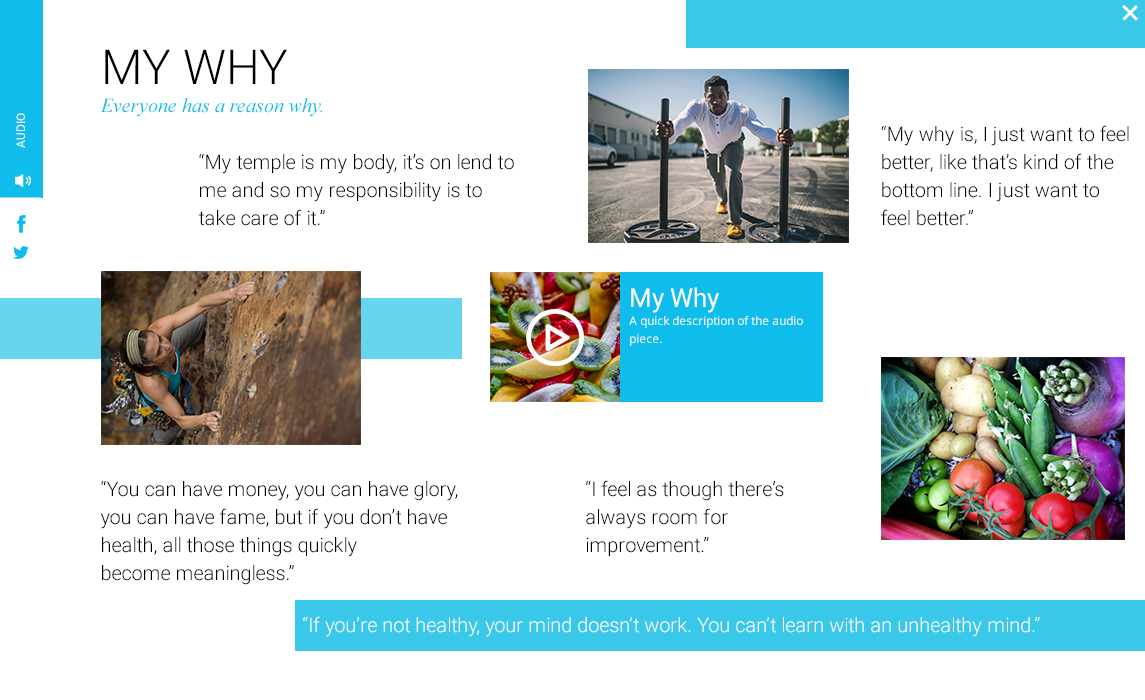 AUDIO
MY WHY
Everyone has a reason why.
“My temple is my body, it’s on lend to
me and so my responsibility is to
take care of it.”
“My why is, I just want to feel
better, like that’s kind of the
bottom line. I just want to
feel better.”
My Why
A quick description of the audio
piece.
“You can have money, you can have glory,
you can have fame, but if you don’t have
health, all those things quickly
become meaningless.”
“I feel as though there’s
always room for
improvement.”
“If you’re not healthy, your mind doesn’t work. You can’t learn with an unhealthy mind.”